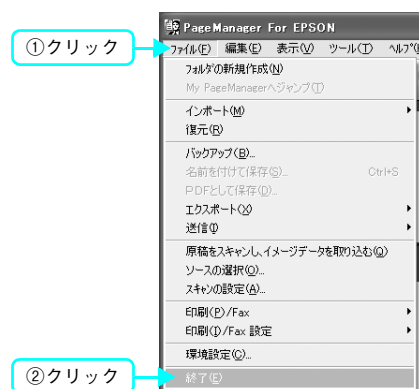 PageManager For EPSON
①クリック
ﾌｧｲﾙ(F) 編集(E) 表示(V) ツール(T) ﾍﾙﾌﾟ(
ﾌｫﾙﾀﾞの新規作成(N)
My PageManagerへジャンプ(T)
インポート(M)
復元(R)
バックアップ(B)...
名前を付けて保存(S)... Ctrl+S
PDFとして保存(D)...
エクスポート(X)
送信(I)
原稿をスキャンし､イメージデータを取り込む(Q)
ソースの選択(O)...
ｽｷｬﾝの設定(A)...
印刷(P)/Fax
印刷(J)/Fax 設定
環境設定(C)...
②クリック
終了(E)